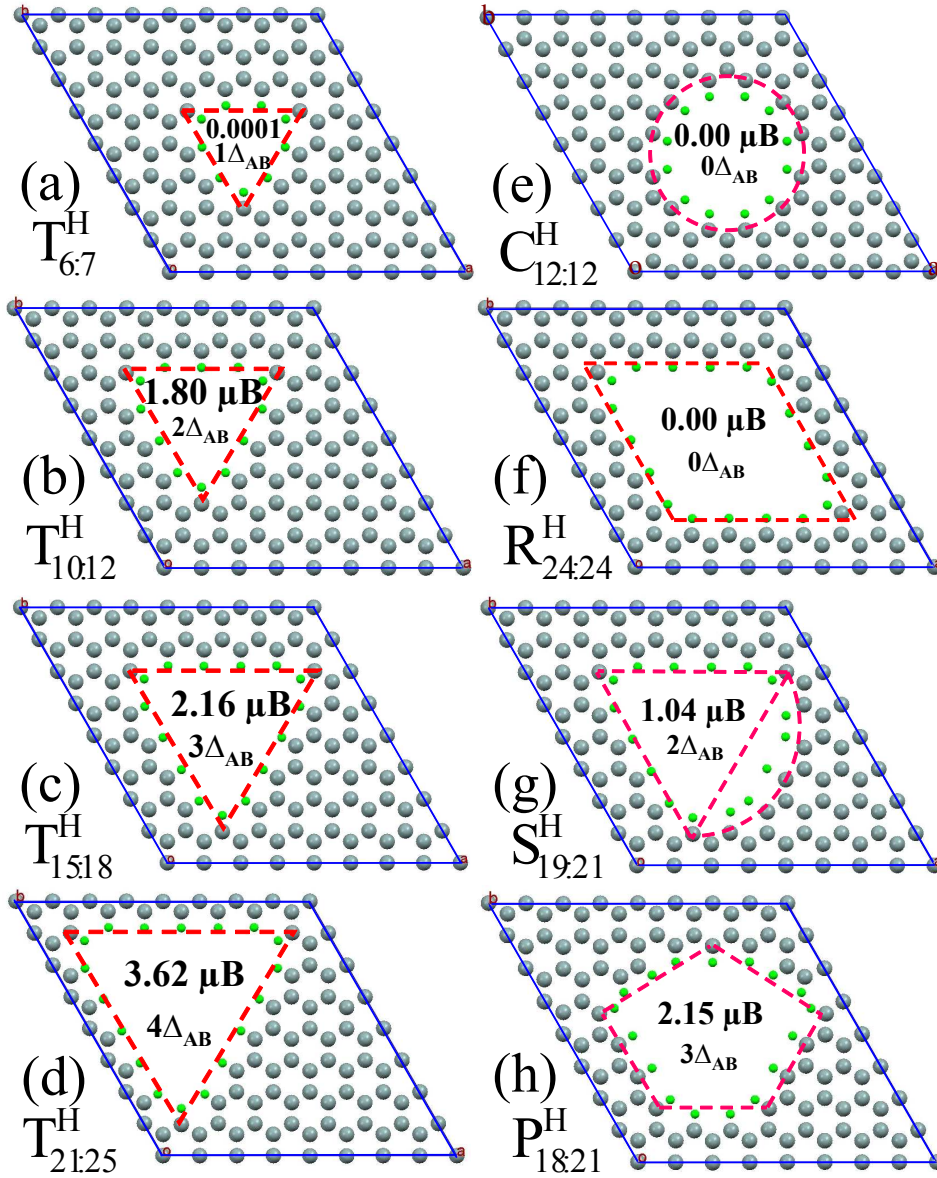 b
0.0001
1Δ_AB
(a)
T^H_6:7
o
a
b
1.80 μB
2Δ_AB
(b)
T^H_10:12
o
a
b
2.16 μB
3Δ_AB
(c)
T^H_15:18
o
a
b
3.62 μB
4Δ_AB
(d)
T^H_21:25
o
a
b
0.00 μB
0Δ_AB
(e)
C^H_12:12
o
a
b
0.00 μB
0Δ_AB
(f)
R^H_24:24
o
a
b
1.04 μB
2Δ_AB
(g)
S^H_19:21
o
a
b
2.15 μB
3Δ_AB
(h)
P^H_18:21
o
a